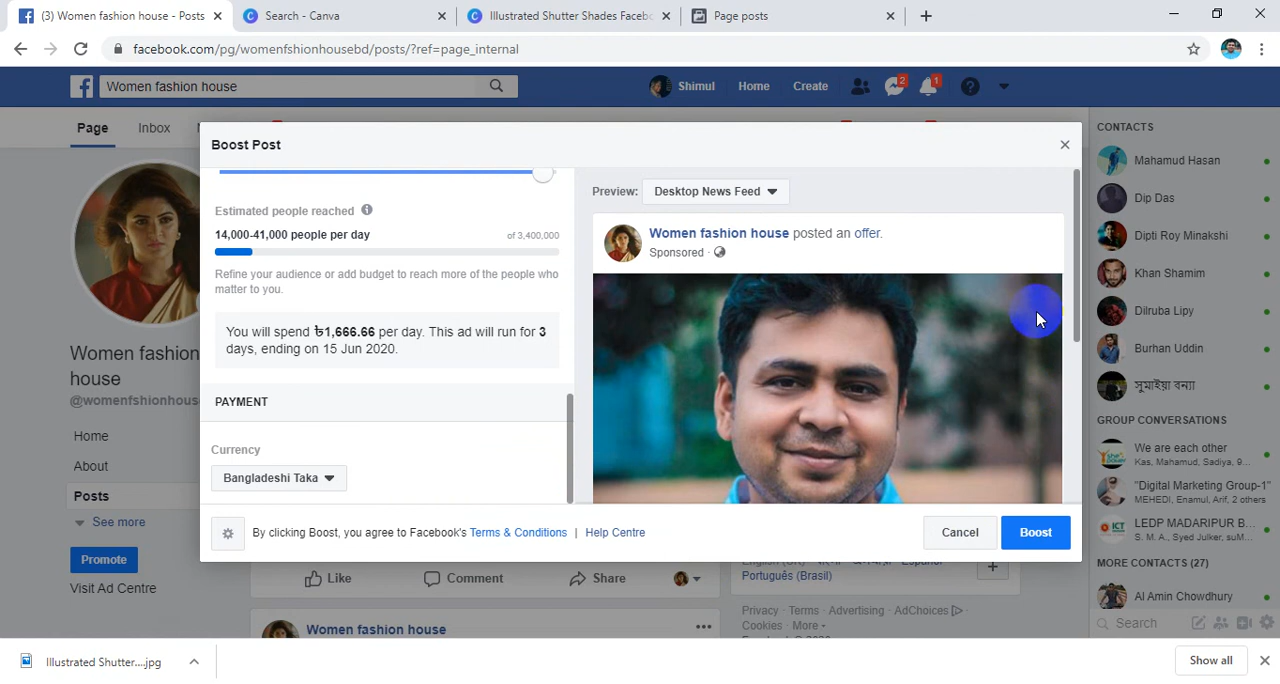 (3) Women fashion house - Posts
Search - Canva
Illustrated Shutter Shades Facebo
Page posts
facebook.com/pg/womenfshionhousebd/posts/?ref=page_internal
Women fashion house
Shimul
Home
Create
2
1
Page
Inbox
Boost Post
Estimated people reached
14,000-41,000 people per day
of 3,400,000
Refine your audience or add budget to reach more of the people who
matter to you.
You will spend ৳1,666.66 per day. This ad will run for 3
days, ending on 15 Jun 2020.
PAYMENT
Currency
Bangladeshi Taka
Preview:
Desktop News Feed
Women fashion house posted an offer.
Sponsored ·
By clicking Boost, you agree to Facebook's Terms & Conditions | Help Centre
Cancel
Boost
Women fashion
house
@womenfshionhous
Home
About
Posts
See more
Promote
Visit Ad Centre
Like
Comment
Share
Women fashion house
Português (Brasil)
Privacy · Terms · Advertising · AdChoices ·
Cookies · More
CONTACTS
Mahamud Hasan
Dip Das
Dipti Roy Minakshi
Khan Shamim
Dilruba Lipy
Burhan Uddin
সুমাইয়া বন্যা
GROUP CONVERSATIONS
We are each other
Kas, Mahamud, Sadiya, 9...
"Digital Marketing Group-1"
MEHEDI, Enamul, Arif, 2 others
LEDP MADARIPUR B...
S. M. A., Syed Julker, suM...
MORE CONTACTS (27)
Al Amin Chowdhury
Search
Illustrated Shutter....jpg
Show all